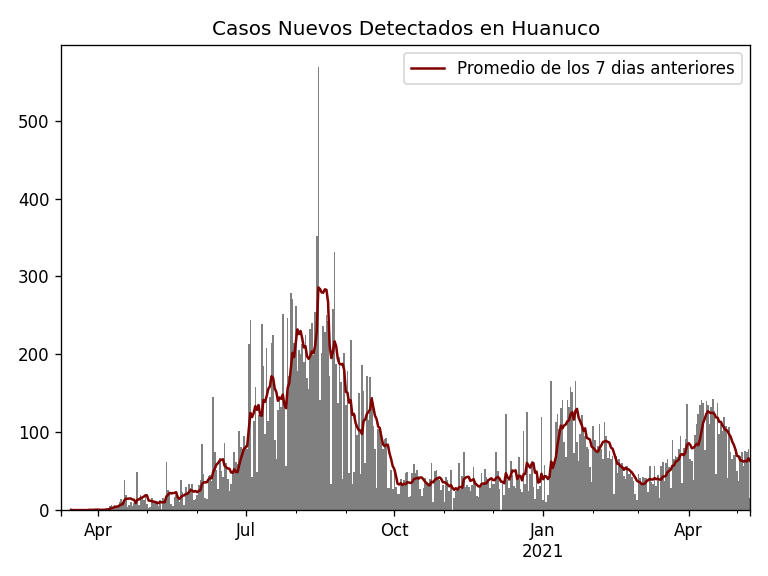 Casos Nuevos Detectados en Huanuco
Promedio de los 7 dias anteriores
500
400
300
200
100
0
Apr
Jul
Oct
Jan
2021
Apr